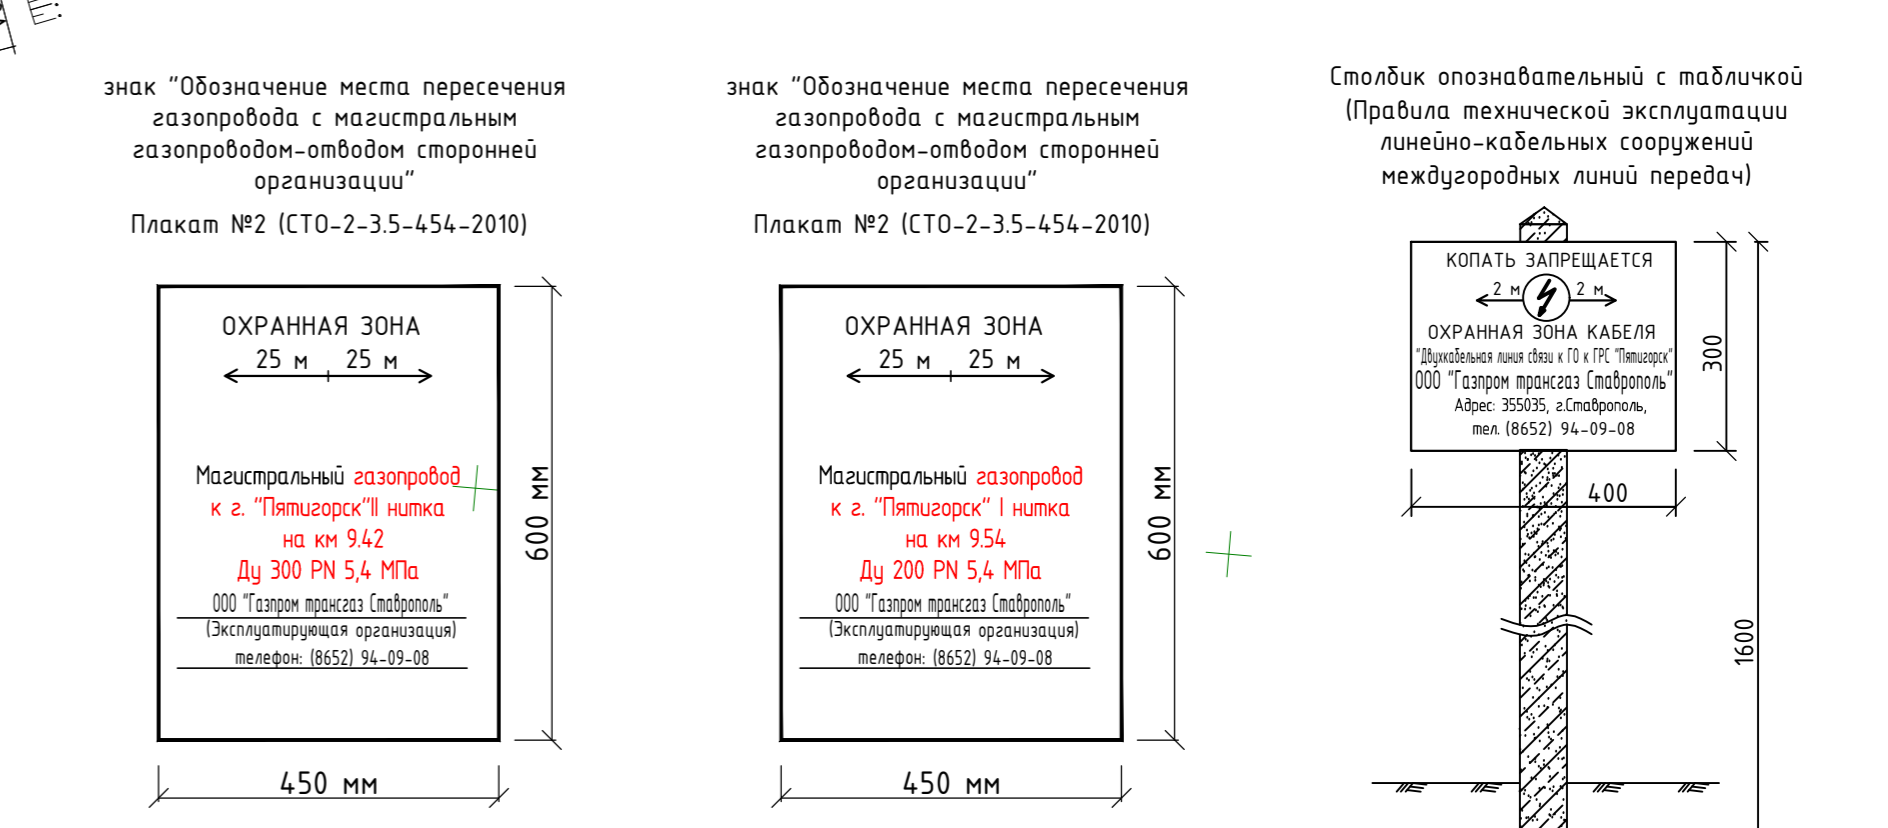 знак "Обозначение места пересечения
газопровода с магистральным
газопроводом-отводом сторонней
организации"
Плакат №2 (СТО-2-3.5-454-2010)
ОХРАННАЯ ЗОНА
25 м 25 м
Магистральный газопровод
к г. "Пятигорск"II нитка
на км 9.42
Ду 300 PN 5,4 МПа
ООО "Газпром трансгаз Ставрополь"
(Эксплуатирующая организация)
телефон: (8652) 94-09-08
600 мм
450 мм
знак "Обозначение места пересечения
газопровода с магистральным
газопроводом-отводом сторонней
организации"
Плакат №2 (СТО-2-3.5-454-2010)
ОХРАННАЯ ЗОНА
25 м 25 м
Магистральный газопровод
к г. "Пятигорск" I нитка
на км 9.54
Ду 200 PN 5,4 МПа
ООО "Газпром трансгаз Ставрополь"
(Эксплуатирующая организация)
телефон: (8652) 94-09-08
600 мм
450 мм
Столбик опознавательный с табличкой
(Правила технической эксплуатации
линейно-кабельных сооружений
междугородных линий передач)
КОПАТЬ ЗАПРЕЩАЕТСЯ
2 м 2 м
ОХРАННАЯ ЗОНА КАБЕЛЯ
"Двухкабельная линия связи к ГО к ГРС "Пятигорск"
ООО "Газпром трансгаз Ставрополь"
Адрес: 355035, г.Ставрополь,
тел. (8652) 94-09-08
300
400
1600